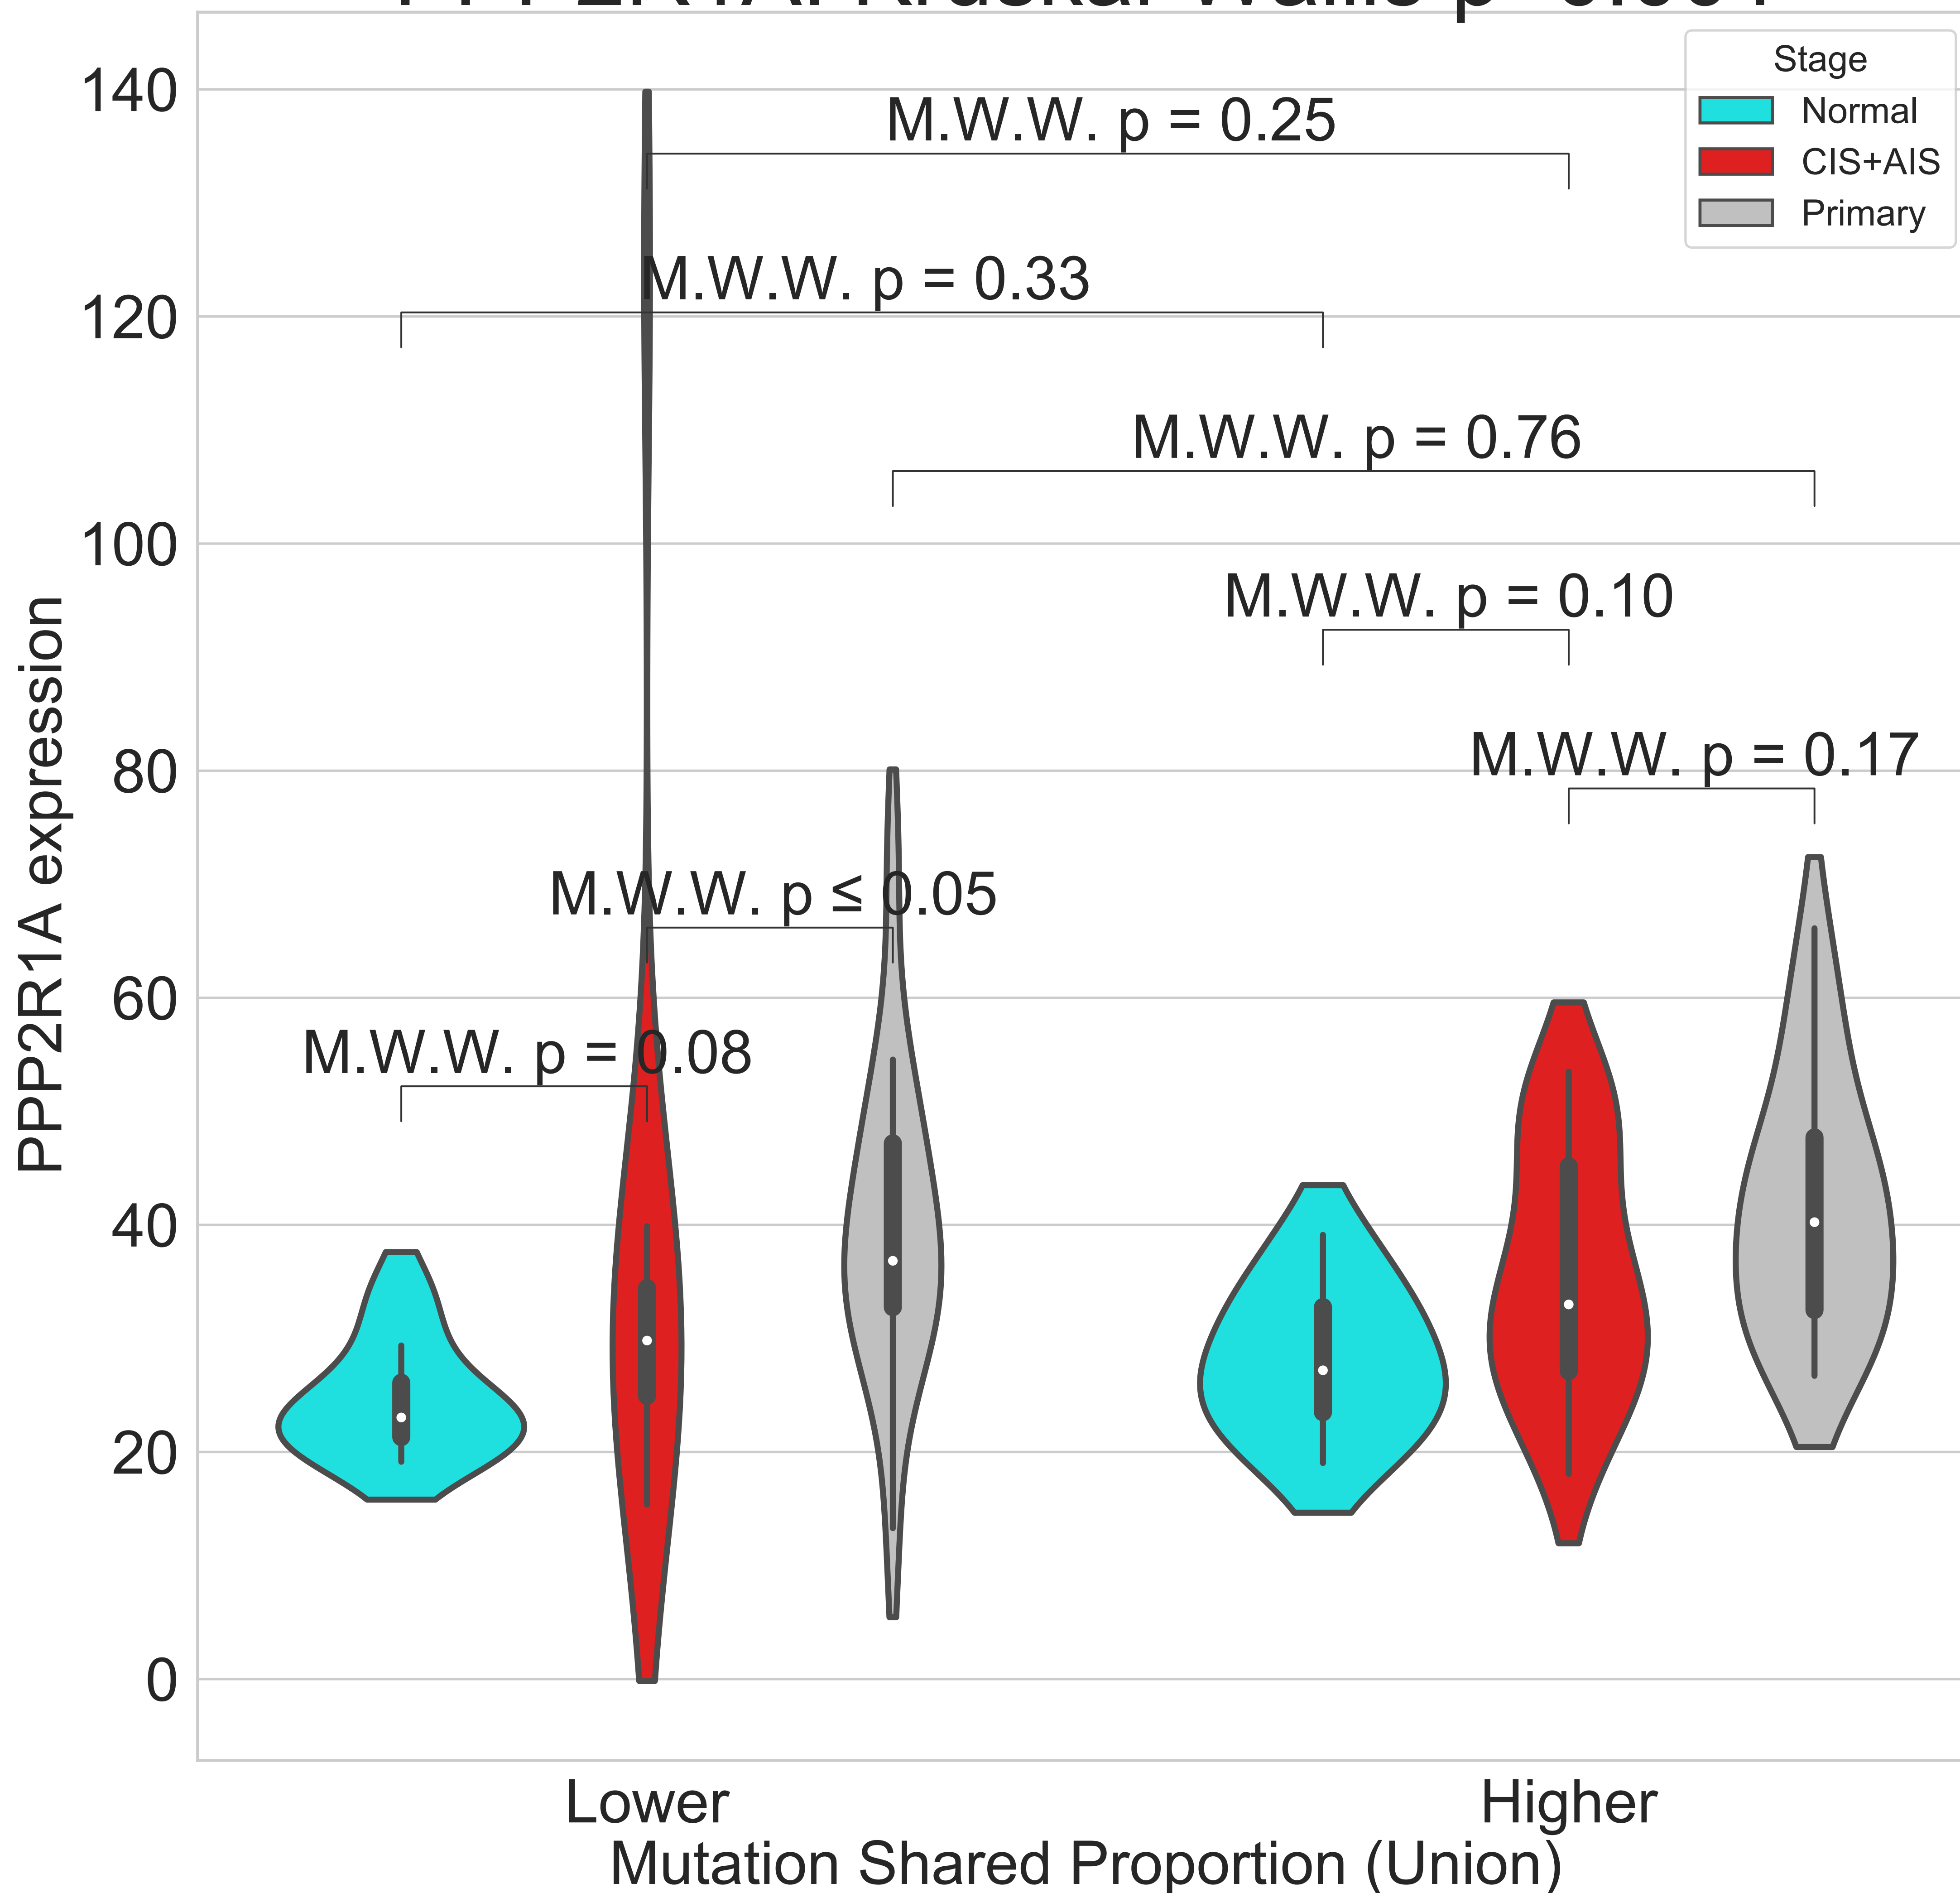 Stage
Normal
CIS+AIS
Primary
140
120
100
80
60
40
20
0
PPP2R1A expression
M.W.W. p = 0.25
M.W.W. p = 0.33
M.W.W. p = 0.76
M.W.W. p = 0.10
M.W.W. p = 0.17
M.W.W. p ≤ 0.05
M.W.W. p = 0.08
Lower
Higher
Mutation Shared Proportion (Union)